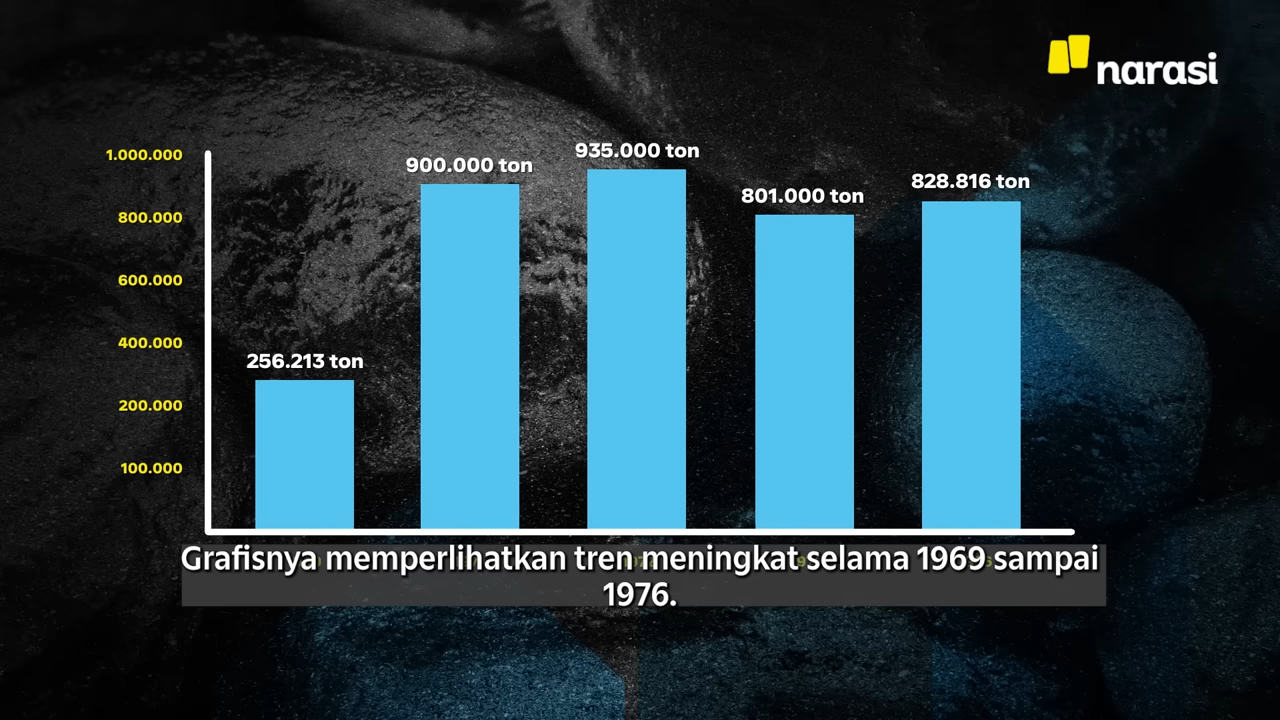 narasi
1.000.000
800.000
600.000
400.000
200.000
100.000
256.213 ton
900.000 ton
935.000 ton
801.000 ton
828.816 ton
Grafisnya memperlihatkan tren meningkat selama 1969 sampai
1976.